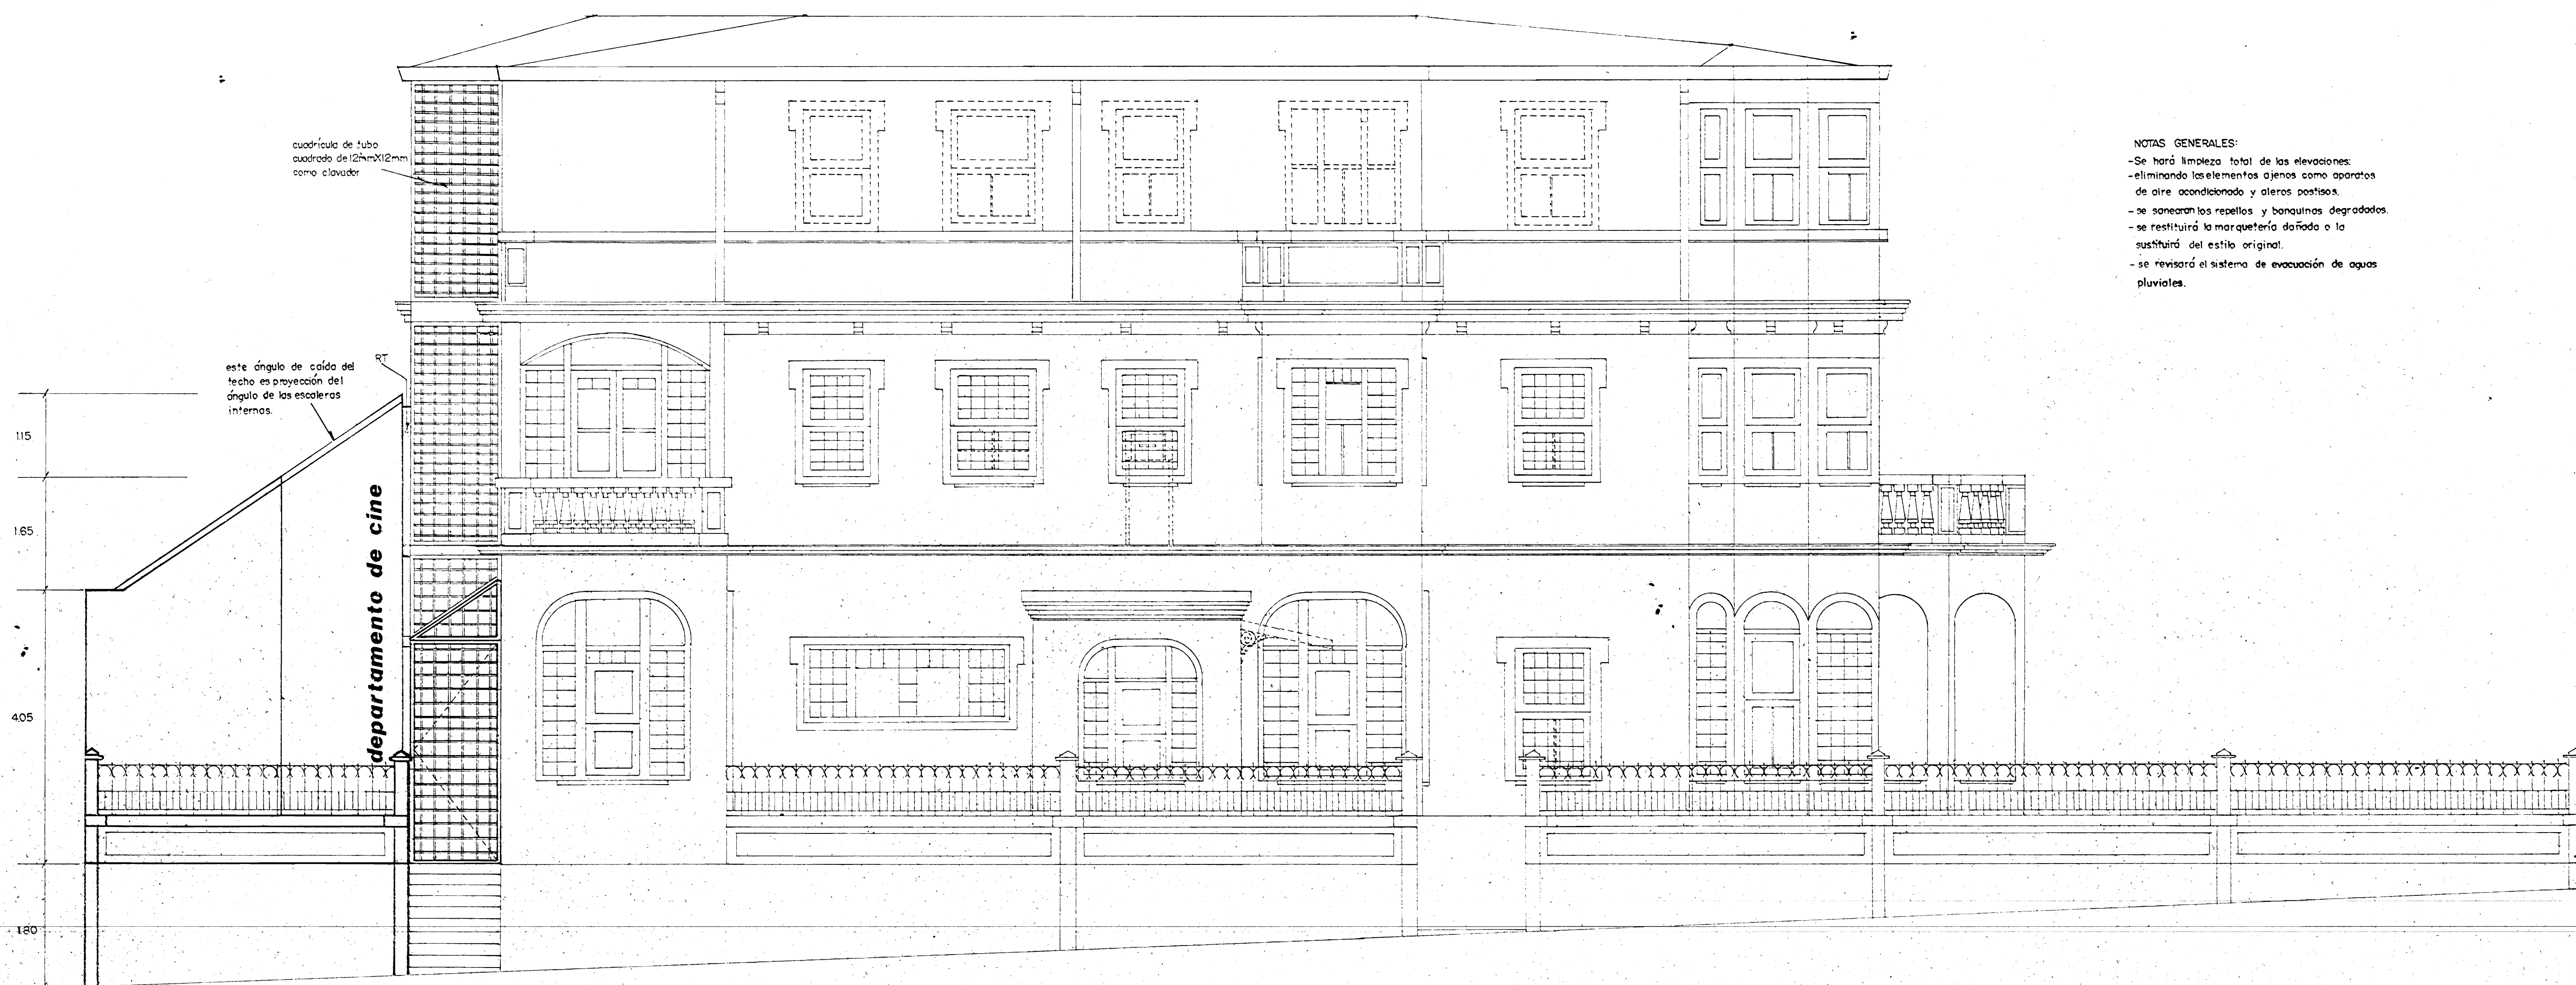 cuadrícula de tubo
cuadrado de 12mmX12mm
como clavador
NOTAS GENERALES:
-Se hará limpieza total de las elevaciones:
-eliminando los elementos ajenos como aparatos
de aire acondicionado y aleros postisos.
-se sanearan los repellos y banquinas degradados.
-se restituirá la marquetería dañada o la
sustituirá del estilo original.
-se revisará el sistema de evacuación de aguas
pluviales.
este ángulo de caída del
techo es proyección del
ángulo de las escaleras
internas.
RT
1.15
1.65
4.05
1.80
departamento de cine